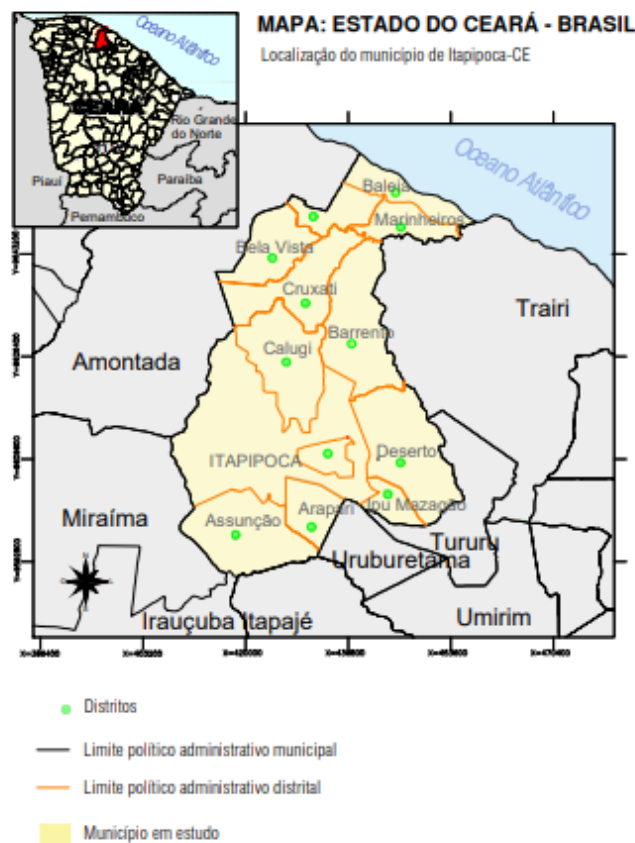 MAPA: ESTADO DO CEARÁ - BRASIL
Localização do município de Itapipoca-CE
Oceano Atlântico
CEARÁ
Rio Grande
do Norte
Piauí
Paraíba
Pernambuco
Oceano Atlântico
Baleia
Marinheiros
Bela Vista
Cruxati
Trairi
Barrento
Amontada
Calugi
ITAPIPOCA
Deserto
Ipu Mazagão
Arapari
Miraíma
Assunção
Tururu
Uruburetama
Irauçuba
Itapajé
Umirim
Distritos
Limite político administrativo municipal
Limite político administrativo distrital
Município em estudo